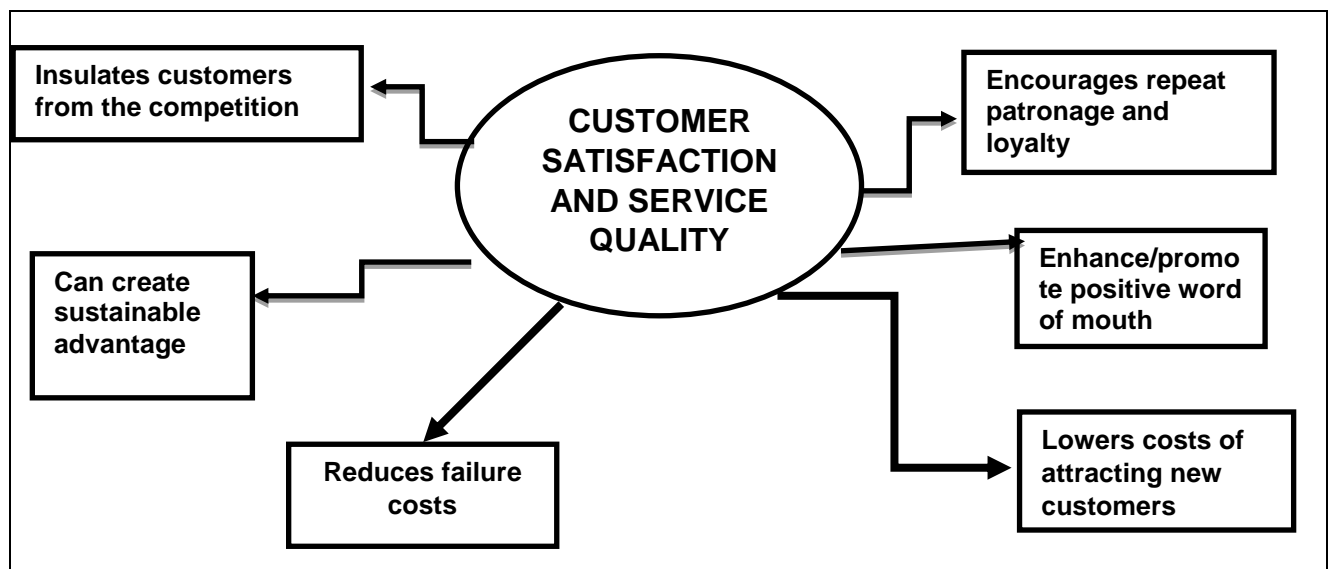 Insulates customers
from the competition
CUSTOMER
SATISFACTION
AND SERVICE
QUALITY
Encourages repeat
patronage and
loyalty
Can create
sustainable
advantage
Enhance/promo
te positive word
of mouth
Reduces failure
costs
Lowers costs of
attracting new
customers